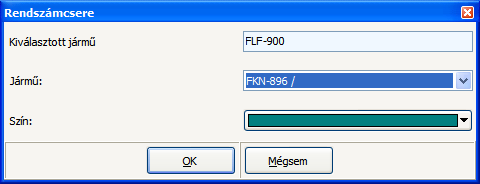 Rendszámcsere
Kiválasztott jármű FLF-900
Jármű: FKN-896 /
Szín:
OK Mégsem